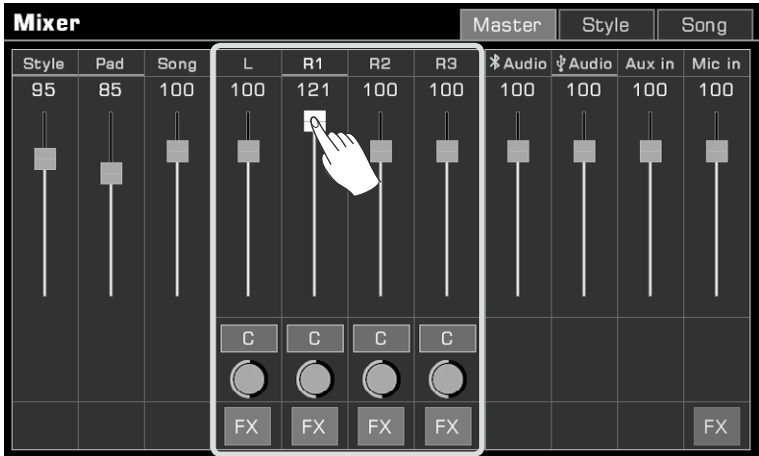 Mixer Master Style Song
Style Pad Song L R1 R2 R3 Audio Audio Aux in Mic in
95 85 100 100 121 100 100 100 100 100 100
C C C C
FX FX FX FX FX